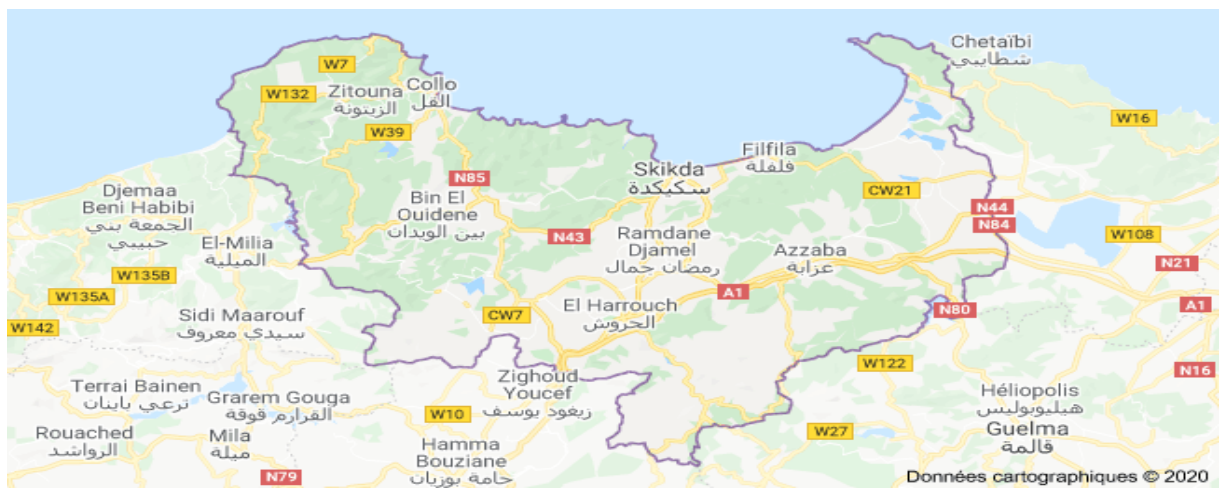 Chetaïbi
شطايبي
W7
W132
Zitouna
الزيتونة
Collo
القل
W39
W16
Filfila
فلفلة
Skikda
سكيكدة
N85
CW21
Djemaa
Beni Habibi
الجمعة بني
حبيبي
Bin El
Ouidene
بين الويدان
N44
N84
W108
El-Milia
الميلية
N43
Ramdane
Djamel
رمضان جمال
Azzaba
عزابة
N21
W135B
W135A
A1
A1
W142
Sidi Maarouf
سيدي معروف
CW7
El Harrouch
الحروش
N80
W122
N16
Terrai Bainen
ترعي باينان
Grarem Gouga
القرارم قوقة
Zighoud
Youcef
زيغود يوسف
W10
Héliopolis
هيليوبوليس
Guelma
قالمة
Rouached
الرواشد
Mila
ميلة
W27
Hamma
Bouziane
حامة بوزيان
N79
Données cartographiques © 2020